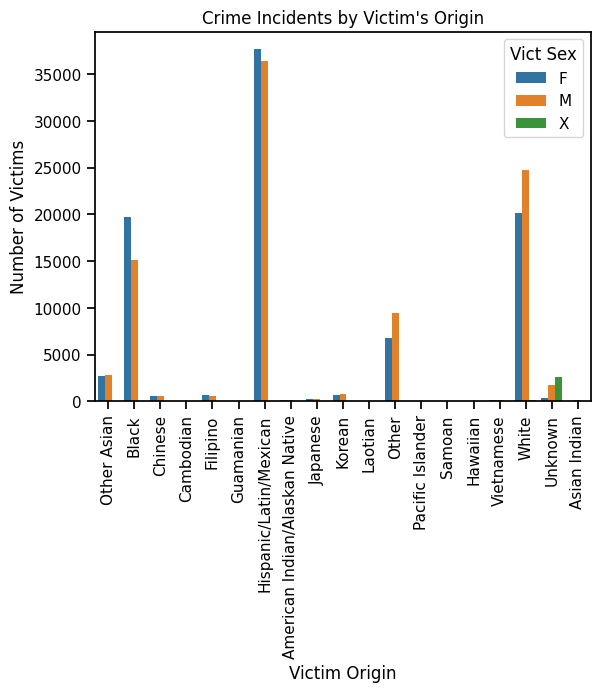 Crime Incidents by Victim's Origin
Vict Sex
F
M
X
Number of Victims
35000
30000
25000
20000
15000
10000
5000
0
Other Asian
Black
Chinese
Cambodian
Filipino
Guamanian
Hispanic/Latin/Mexican
American Indian/Alaskan Native
Japanese
Korean
Laotian
Other
Pacific Islander
Samoan
Hawaiian
Vietnamese
White
Unknown
Asian Indian
Victim Origin